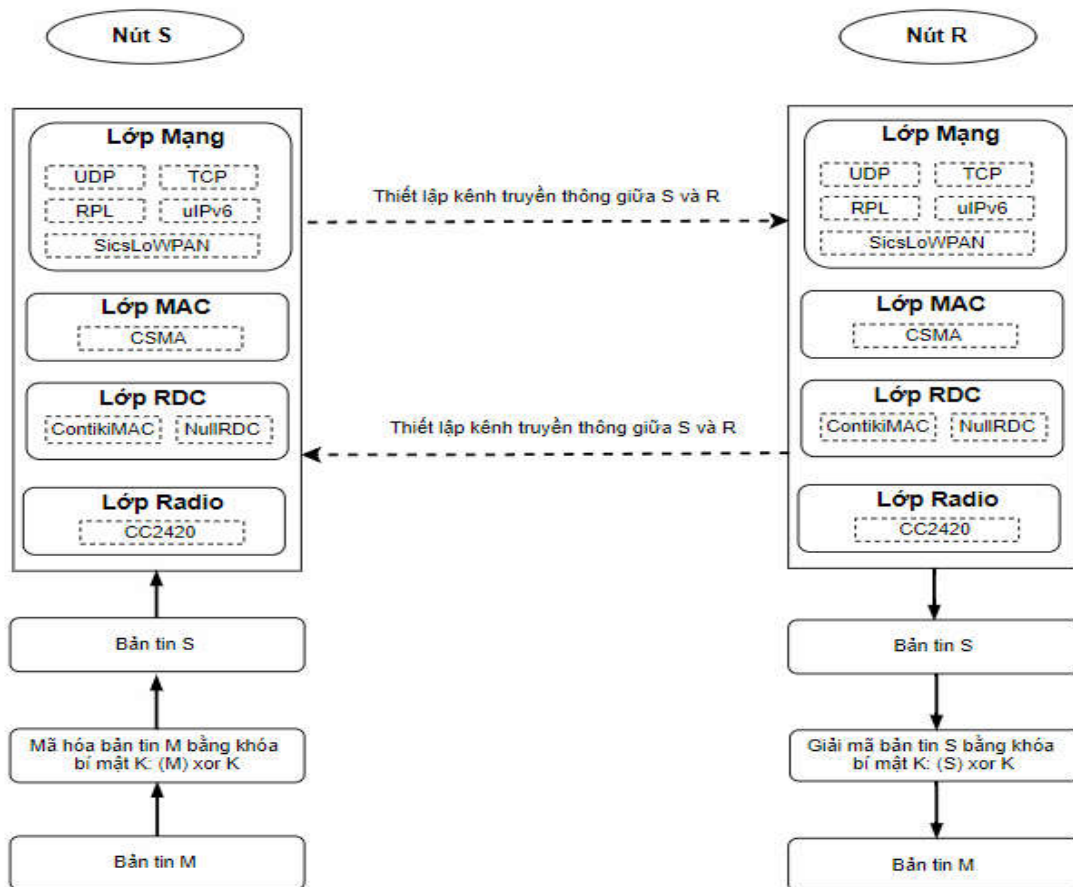 Nút S
Nút R
Lớp Mạng
UDP
TCP
RPL
uIPv6
SicsLoWPAN
Lớp MAC
CSMA
Lớp RDC
ContikiMAC
NullRDC
Lớp Radio
CC2420
Thiết lập kênh truyền thông giữa S và R
Thiết lập kênh truyền thông giữa S và R
Lớp Mạng
UDP
TCP
RPL
uIPv6
SicsLoWPAN
Lớp MAC
CSMA
Lớp RDC
ContikiMAC
NullRDC
Lớp Radio
CC2420
Bản tin S
Mã hóa bản tin M bằng khóa
bí mật K: (M) xor K
Bản tin M
Bản tin S
Giải mã bản tin S bằng khóa
bí mật K: (S) xor K
Bản tin M